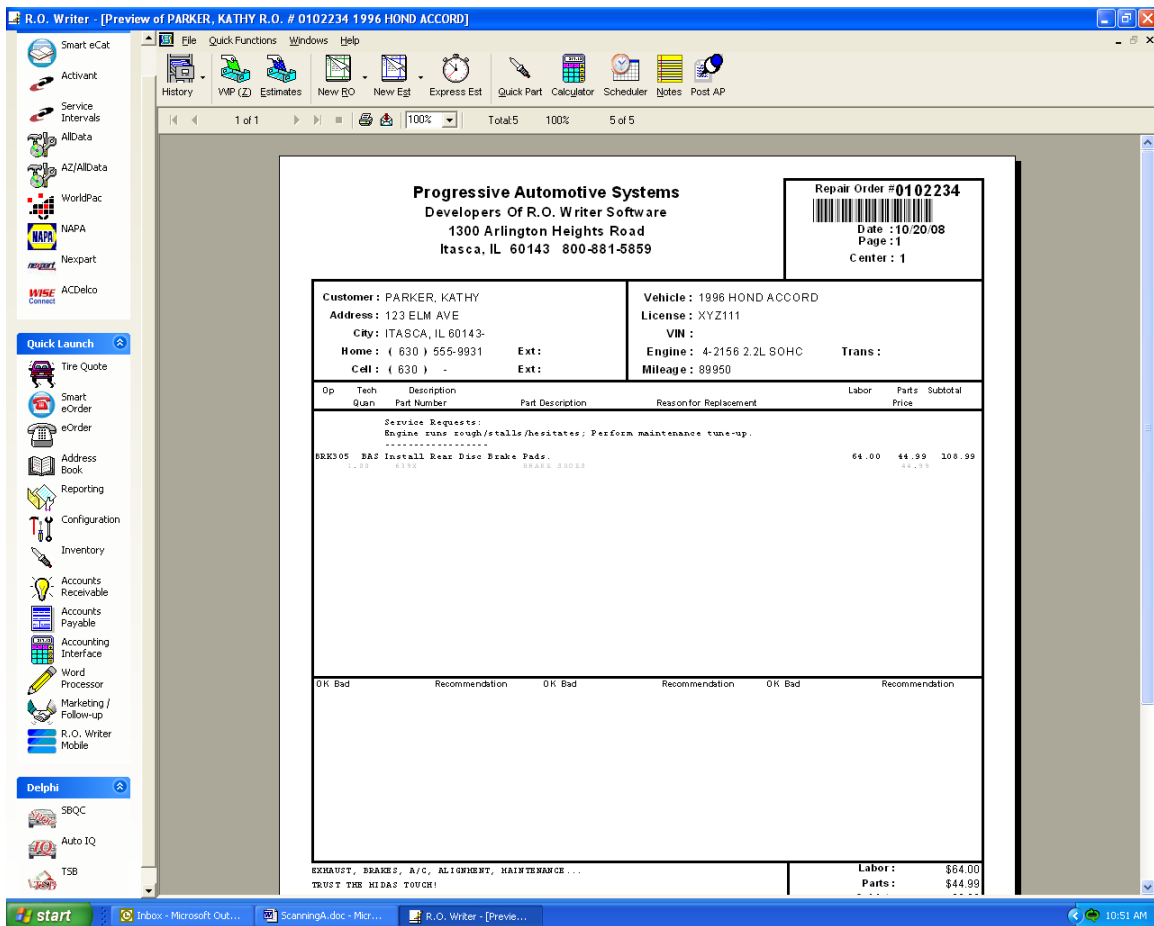 R.O. Writer - [Preview of PARKER, KATHY R.O. # 0102234 1996 HOND ACCORD]
File Quick Functions Windows Help
History WIP (Z) Estimates New RO New Est Express Est Quick Part Calculator Scheduler Notes Post AP
1 of 1 100% Total:5 100% 5 of 5
Smart eCat
Activant
Service
Intervals
AllData
AZ/AllData
WorldPac
NAPA
NAPA
nexpart
Nexpart
WISE
Connect
ACDelco
Quick Launch
Tire Quote
Smart
eOrder
eOrder
Address
Book
Reporting
Configuration
Inventory
Accounts
Receivable
Accounts
Payable
Accounting
Interface
Word
Processor
Marketing /
Follow-up
R.O. Writer
Mobile
Delphi
SBQC
Auto IQ
TSB
Progressive Automotive Systems
Developers Of R.O. Writer Software
1300 Arlington Heights Road
Itasca, IL 60143 800-881-5859
Repair Order #0102234
Date :10/20/08
Page :1
Center : 1
Customer : PARKER, KATHY
Address : 123 ELM AVE
City : ITASCA, IL 60143-
Home : ( 630 ) 555-9931 Ext :
Cell : ( 630 ) - Ext :
Vehicle : 1996 HOND ACCORD
License : XYZ111
VIN :
Engine : 4-2156 2.2L SOHC Trans :
Mileage : 89950
Op Tech Description Labor Parts Subtotal
Quan Part Number Part Description Reason for Replacement Price
Service Requests:
Engine runs rough/stalls/hesitates; Perform maintenance tune-up.
-----------------
BRK305 BAS Install Rear Disc Brake Pads. 64.00 44.99 108.99
1.00 BRAKE SHOES 44.99
OK Bad Recommendation OK Bad Recommendation OK Bad Recommendation
EXHAUST, BRAKES, A/C, ALIGNMENT, MAINTENANCE...
TRUST THE MIDAS TOUCH!
Labor : $64.00
Parts : $44.99
start Inbox - Microsoft Out... ScanningA.doc - Micr... R.O. Writer - [Previe... 10:51 AM